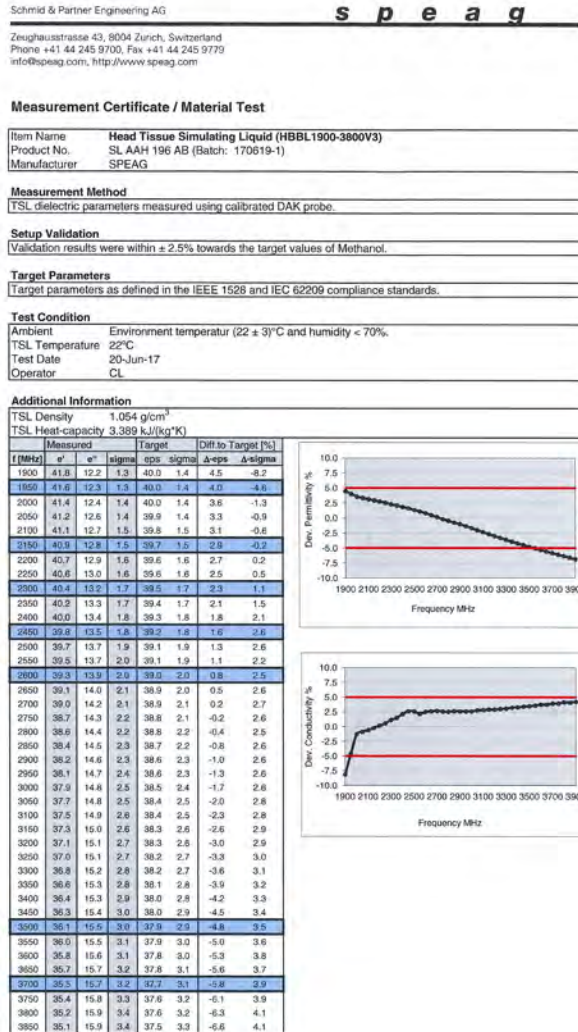 Schmid & Partner Engineering AG
s p e a g
Zeughausstrasse 43, 8004 Zurich, Switzerland
Phone +41 44 245 9700, Fax +41 44 245 9779
info@speag.com, http://www.speag.com
Measurement Certificate / Material Test
Item Name Head Tissue Simulating Liquid (HBBL1900-3800V3)
Product No. SL AAH 196 AB (Batch: 170619-1)
Manufacturer SPEAG
Measurement Method
TSL dielectric parameters measured using calibrated DAK probe.
Setup Validation
Validation results were within ± 2.5% towards the target values of Methanol.
Target Parameters
Target parameters as defined in the IEEE 1528 and IEC 62209 compliance standards.
Test Condition
Ambient Environment temperatur (22 ± 3)°C and humidity < 70%.
TSL Temperature 22°C
Test Date 20-Jun-17
Operator CL
Additional Information
TSL Density 1.054 g/cm³
TSL Heat-capacity 3.389 kJ/(kg*K)
Measured Target Diff.to Target [%]
f [MHz] e' e" sigma eps sigma Δ-eps Δ-sigma
1900 41.8 12.2 1.3 40.0 1.4 4.5 -8.2
1950 41.6 12.3 1.3 40.0 1.4 4.0 -4.6
2000 41.4 12.4 1.4 40.0 1.4 3.6 -1.3
2050 41.2 12.6 1.4 39.9 1.4 3.3 -0.9
2100 41.1 12.7 1.5 39.8 1.5 3.1 -0.6
2150 40.9 12.8 1.5 39.7 1.5 2.9 -0.2
2200 40.7 12.9 1.6 39.6 1.6 2.7 0.2
2250 40.6 13.0 1.6 39.6 1.6 2.5 0.5
2300 40.4 13.2 1.7 39.5 1.7 2.3 1.1
2350 40.2 13.3 1.7 39.4 1.7 2.1 1.5
2400 40.0 13.4 1.8 39.3 1.8 1.8 2.1
2450 39.8 13.5 1.8 39.2 1.8 1.6 2.6
2500 39.7 13.7 1.9 39.1 1.9 1.3 2.6
2550 39.5 13.7 2.0 39.1 1.9 1.1 2.2
2600 39.3 13.9 2.0 39.0 2.0 0.8 2.5
2650 39.1 14.0 2.1 38.9 2.0 0.5 2.6
2700 39.0 14.2 2.1 38.9 2.1 0.2 2.7
2750 38.7 14.3 2.2 38.8 2.1 -0.2 2.6
2800 38.6 14.4 2.2 38.8 2.2 -0.4 2.5
2850 38.4 14.5 2.3 38.7 2.2 -0.8 2.6
2900 38.2 14.6 2.3 38.6 2.3 -1.0 2.6
2950 38.1 14.7 2.4 38.6 2.3 -1.3 2.6
3000 37.9 14.8 2.5 38.5 2.4 -1.7 2.6
3050 37.7 14.8 2.5 38.4 2.5 -2.0 2.8
3100 37.5 14.9 2.6 38.4 2.5 -2.3 2.8
3150 37.3 15.0 2.6 38.3 2.6 -2.6 2.9
3200 37.1 15.1 2.7 38.3 2.6 -3.0 2.9
3250 37.0 15.1 2.7 38.2 2.7 -3.3 3.0
3300 36.8 15.2 2.8 38.2 2.7 -3.6 3.1
3350 36.6 15.3 2.8 38.1 2.8 -3.9 3.2
3400 36.4 15.3 2.9 38.0 2.8 -4.2 3.3
3450 36.3 15.4 3.0 38.0 2.9 -4.5 3.4
3500 36.1 15.5 3.0 37.9 2.9 -4.8 3.5
3550 36.0 15.5 3.1 37.9 3.0 -5.0 3.6
3600 35.8 15.6 3.1 37.8 3.0 -5.3 3.8
3650 35.7 15.7 3.2 37.8 3.1 -5.6 3.7
3700 35.5 15.7 3.2 37.7 3.1 -5.8 3.9
3750 35.4 15.8 3.3 37.6 3.2 -6.1 3.9
3800 35.2 15.9 3.4 37.6 3.2 -6.3 4.1
3850 35.1 15.9 3.4 37.5 3.3 -6.6 4.1
Dev. Permittivity %
10.0
7.5
5.0
2.5
0.0
-2.5
-5.0
-7.5
-10.0
1900 2100 2300 2500 2700 2900 3100 3300 3500 3700 390
Frequency MHz
Dev. Conductivity %
10.0
7.5
5.0
2.5
0.0
-2.5
-5.0
-7.5
-10.0
1900 2100 2300 2500 2700 2900 3100 3300 3500 3700 390
Frequency MHz